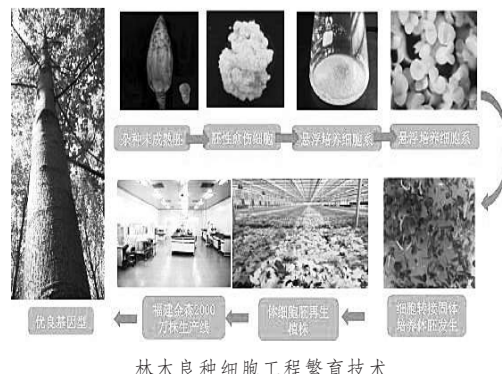 杂种未成熟胚
胚性愈伤细胞
悬浮培养细胞系
悬浮培养细胞系
优良基因型
福建金森2000
万株生产线
体细胞胚再生
植株
细胞转接固体
培养体胚发生
林木良种细胞工程繁育技术